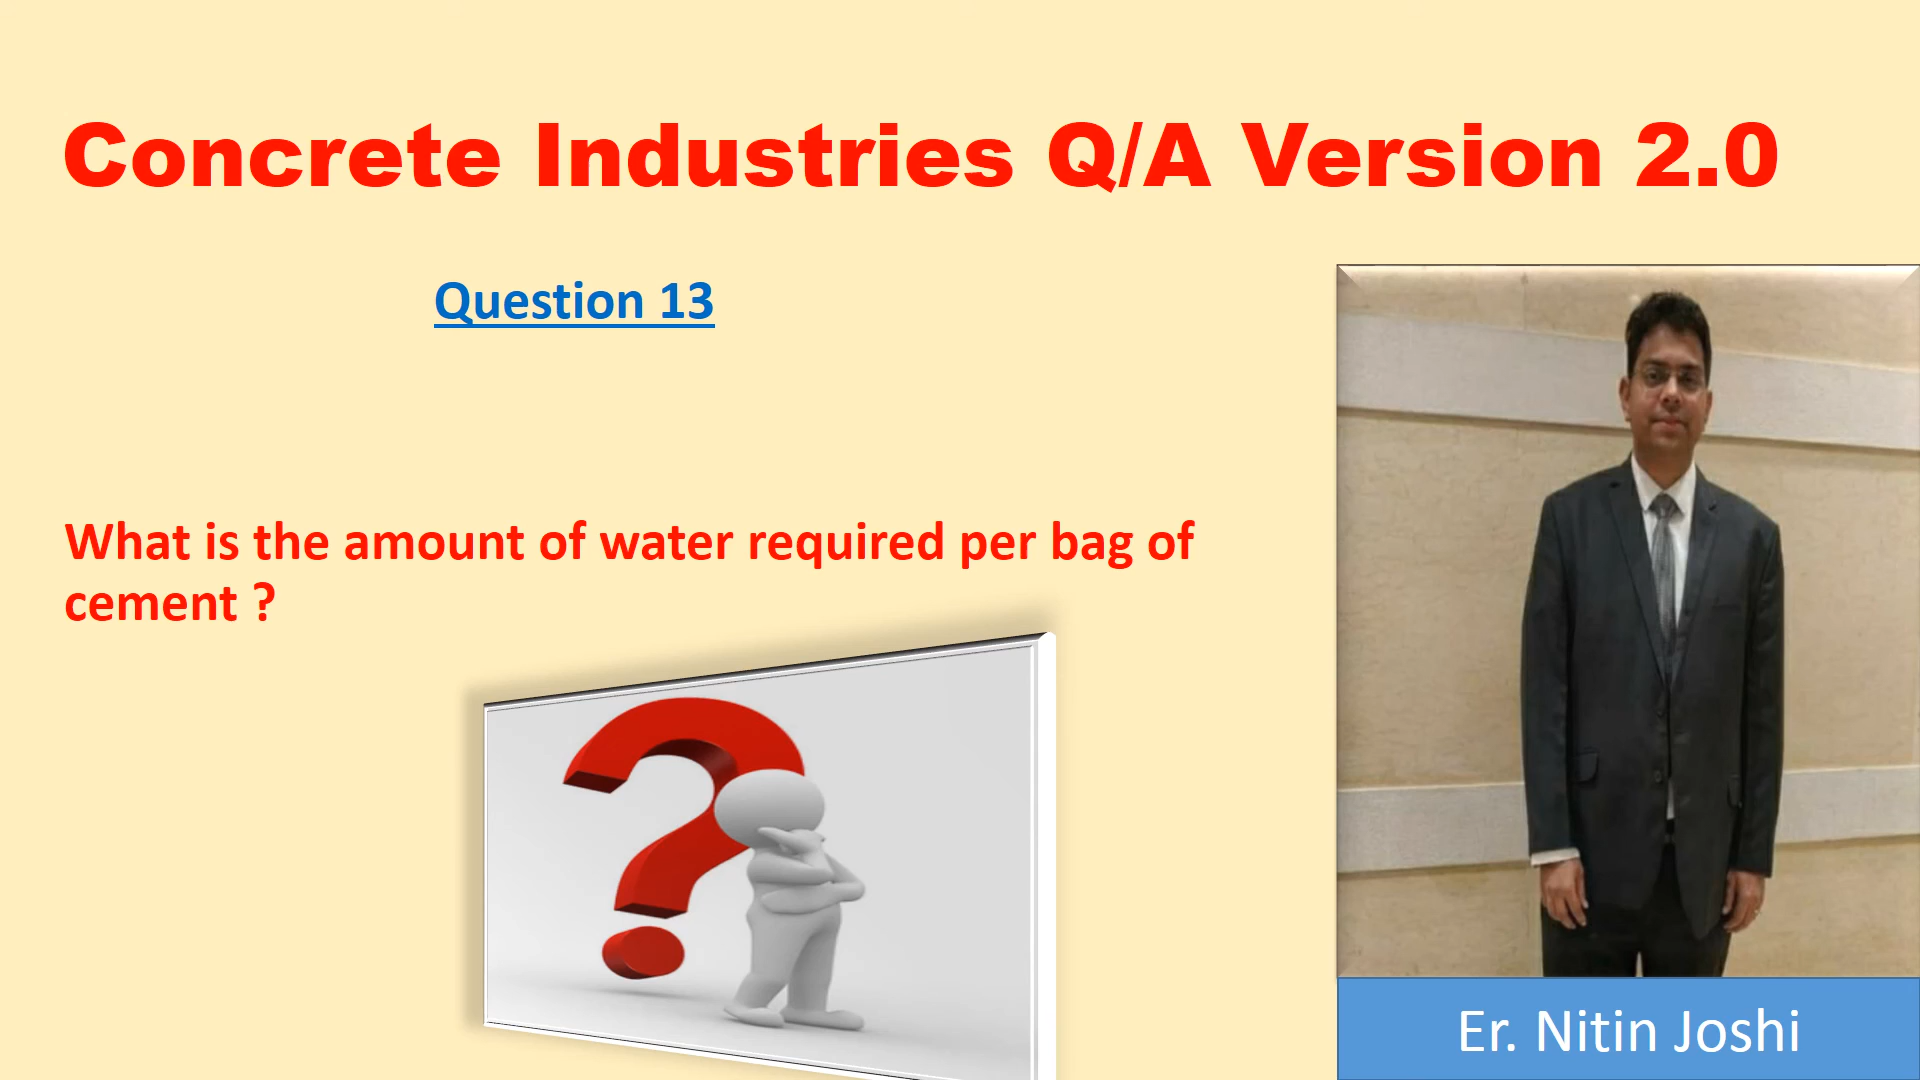 Concrete Industries Q/A Version 2.0
Question 13
What is the amount of water required per bag of
cement ?
Er. Nitin Joshi